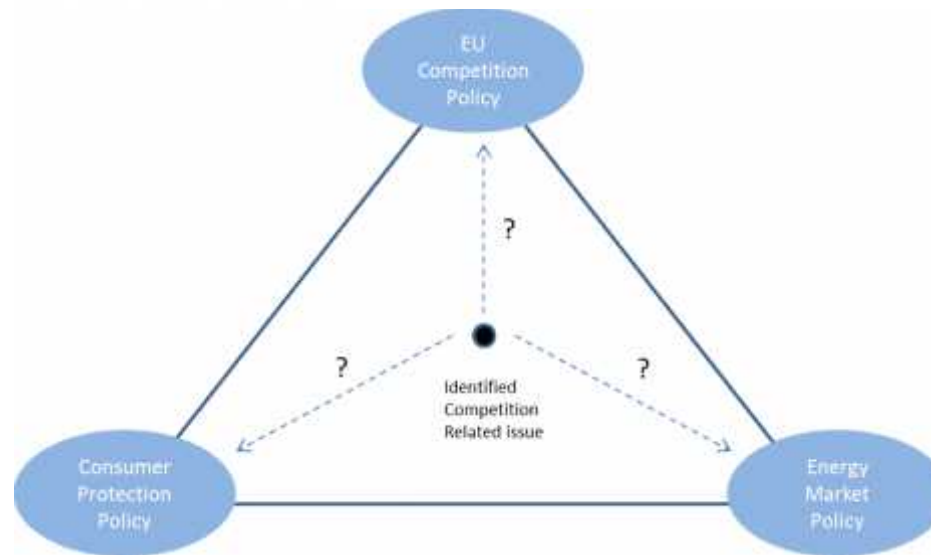 EU
Competition
Policy
?
?
?
Identified
Competition
Related issue
Consumer
Protection
Policy
Energy
Market
Policy